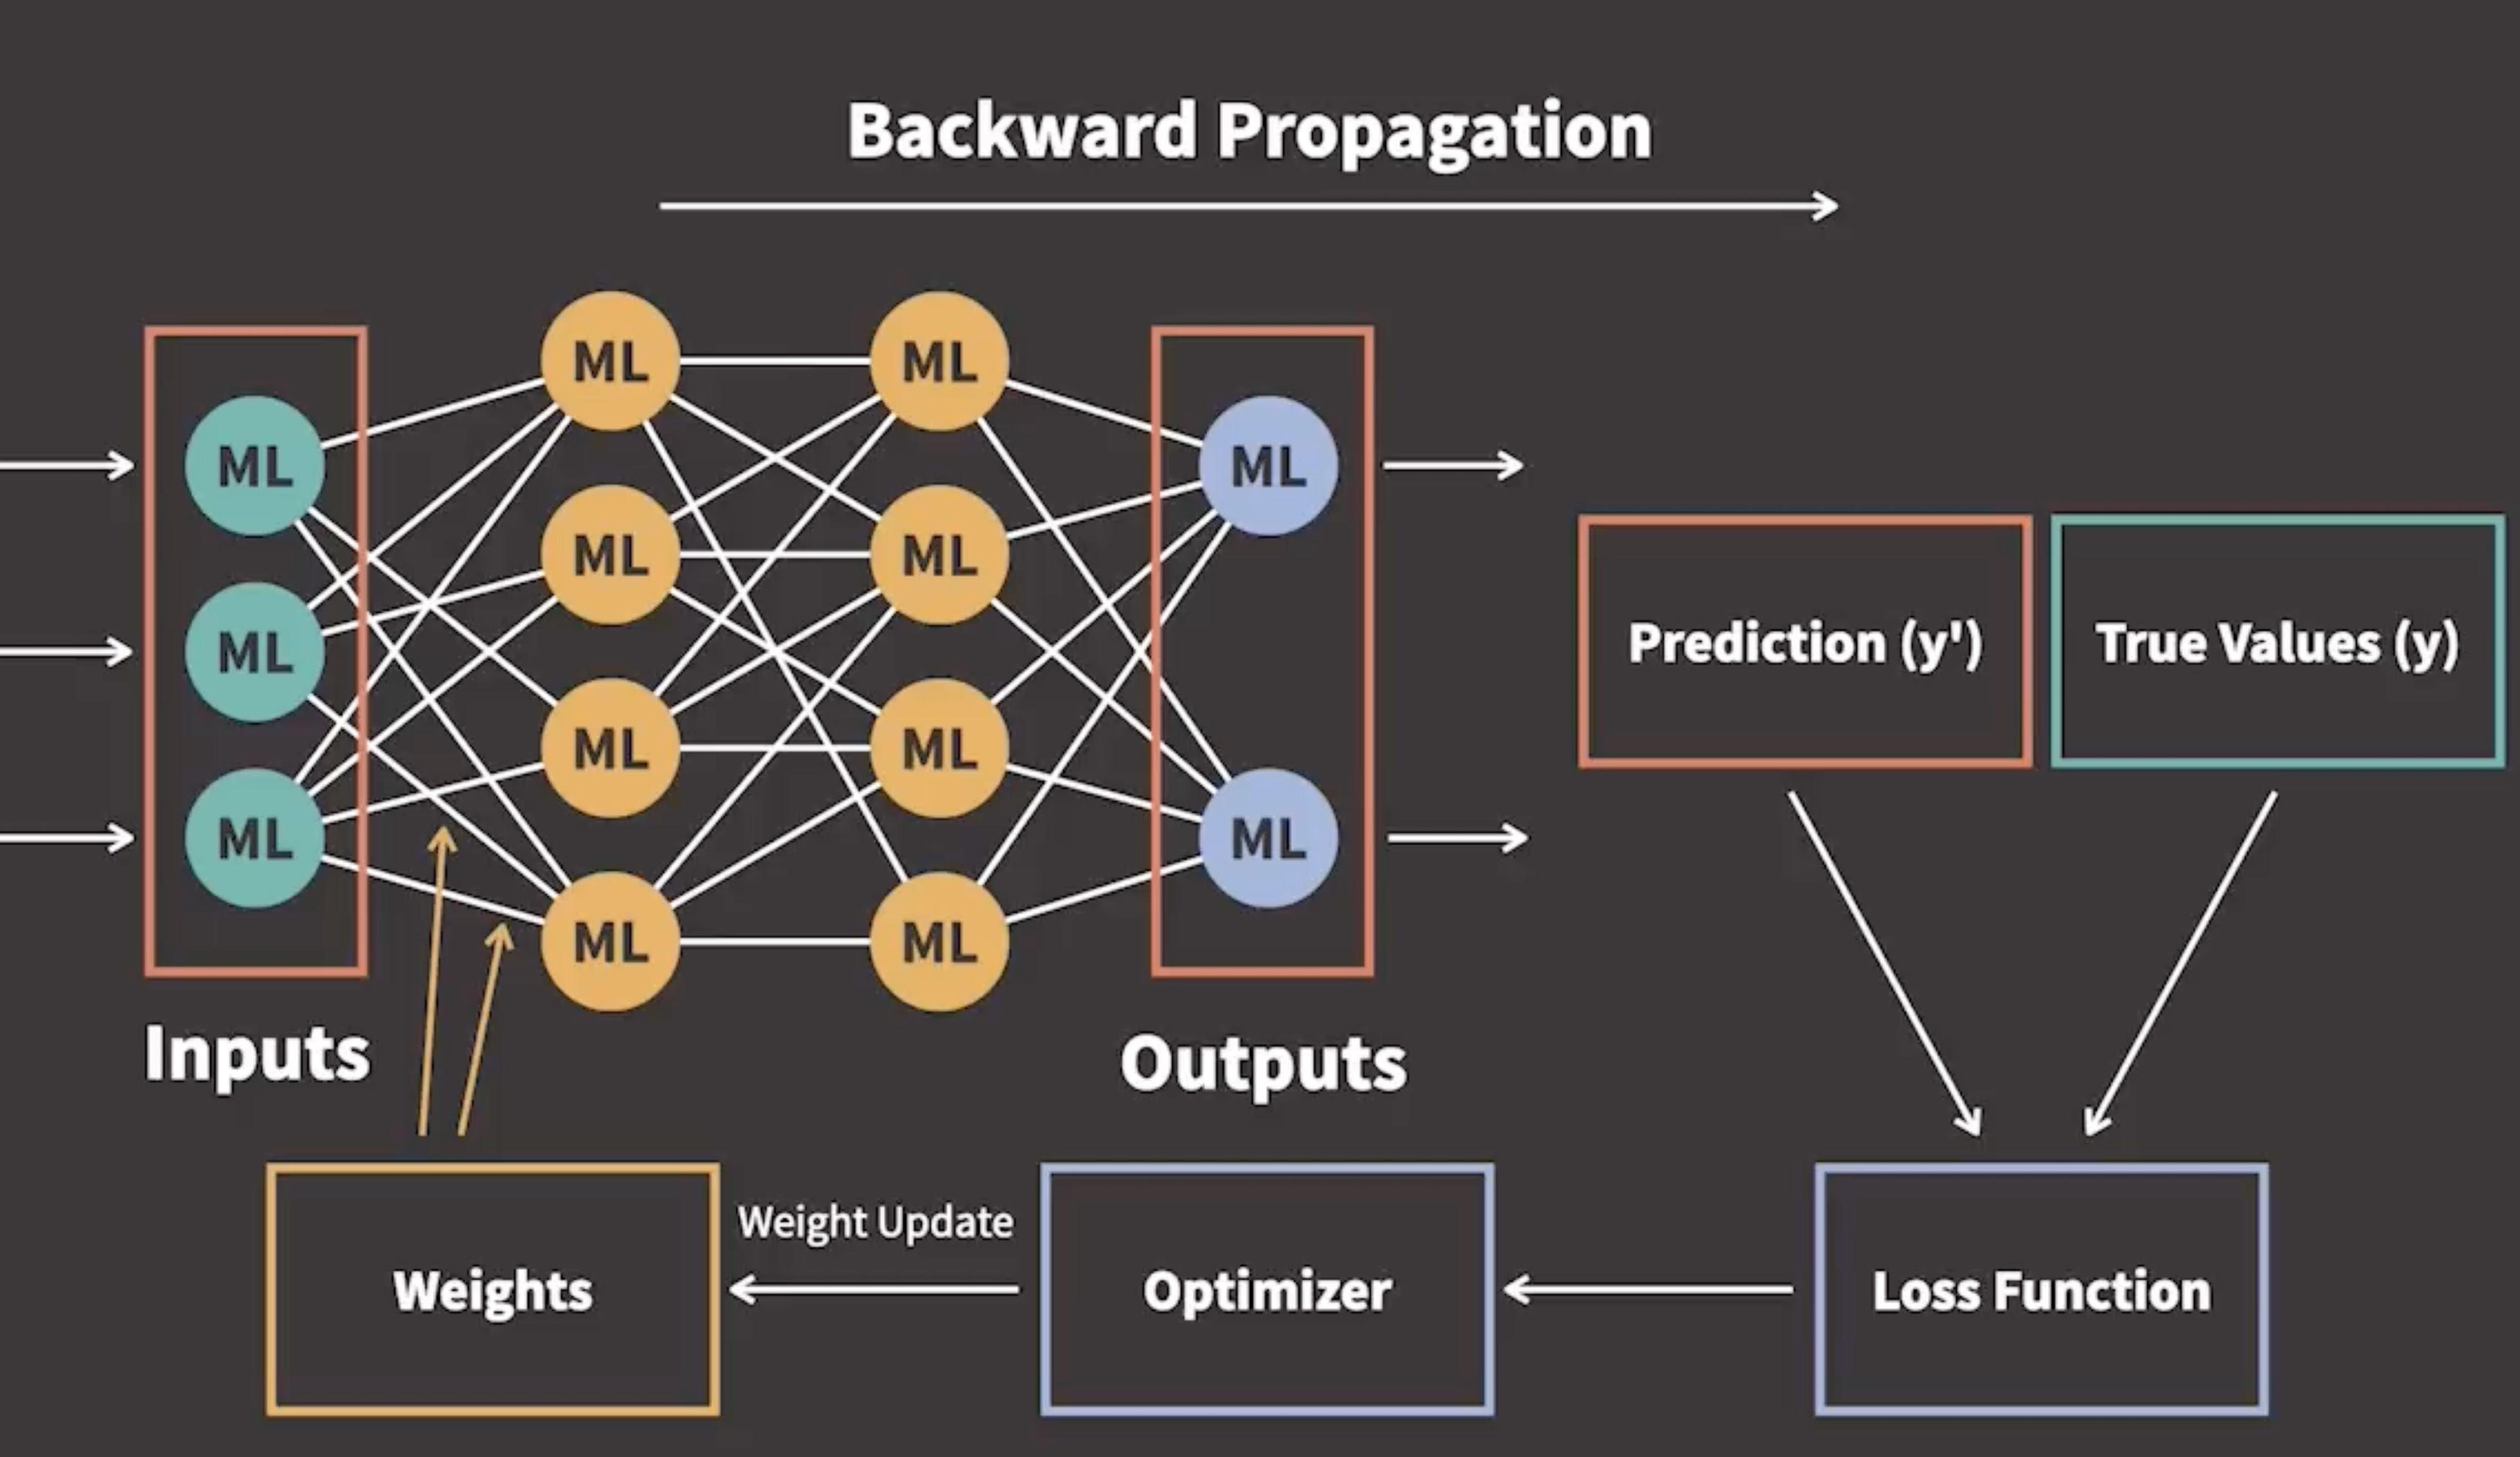 Backward Propagation
ML
ML
ML
ML
ML
ML
ML
ML
ML
ML
ML
ML
ML
Prediction (y')
True Values (y)
Inputs
Outputs
Weights
Weight Update
Optimizer
Loss Function